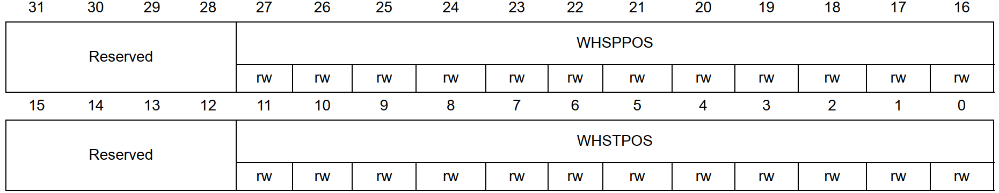 31 30 29 28 27 26 25 24 23 22 21 20 19 18 17 16
Reserved WHSPPOS
rw rw rw rw rw rw rw rw rw rw rw rw
15 14 13 12 11 10 9 8 7 6 5 4 3 2 1 0
Reserved WHSTPOS
rw rw rw rw rw rw rw rw rw rw rw rw